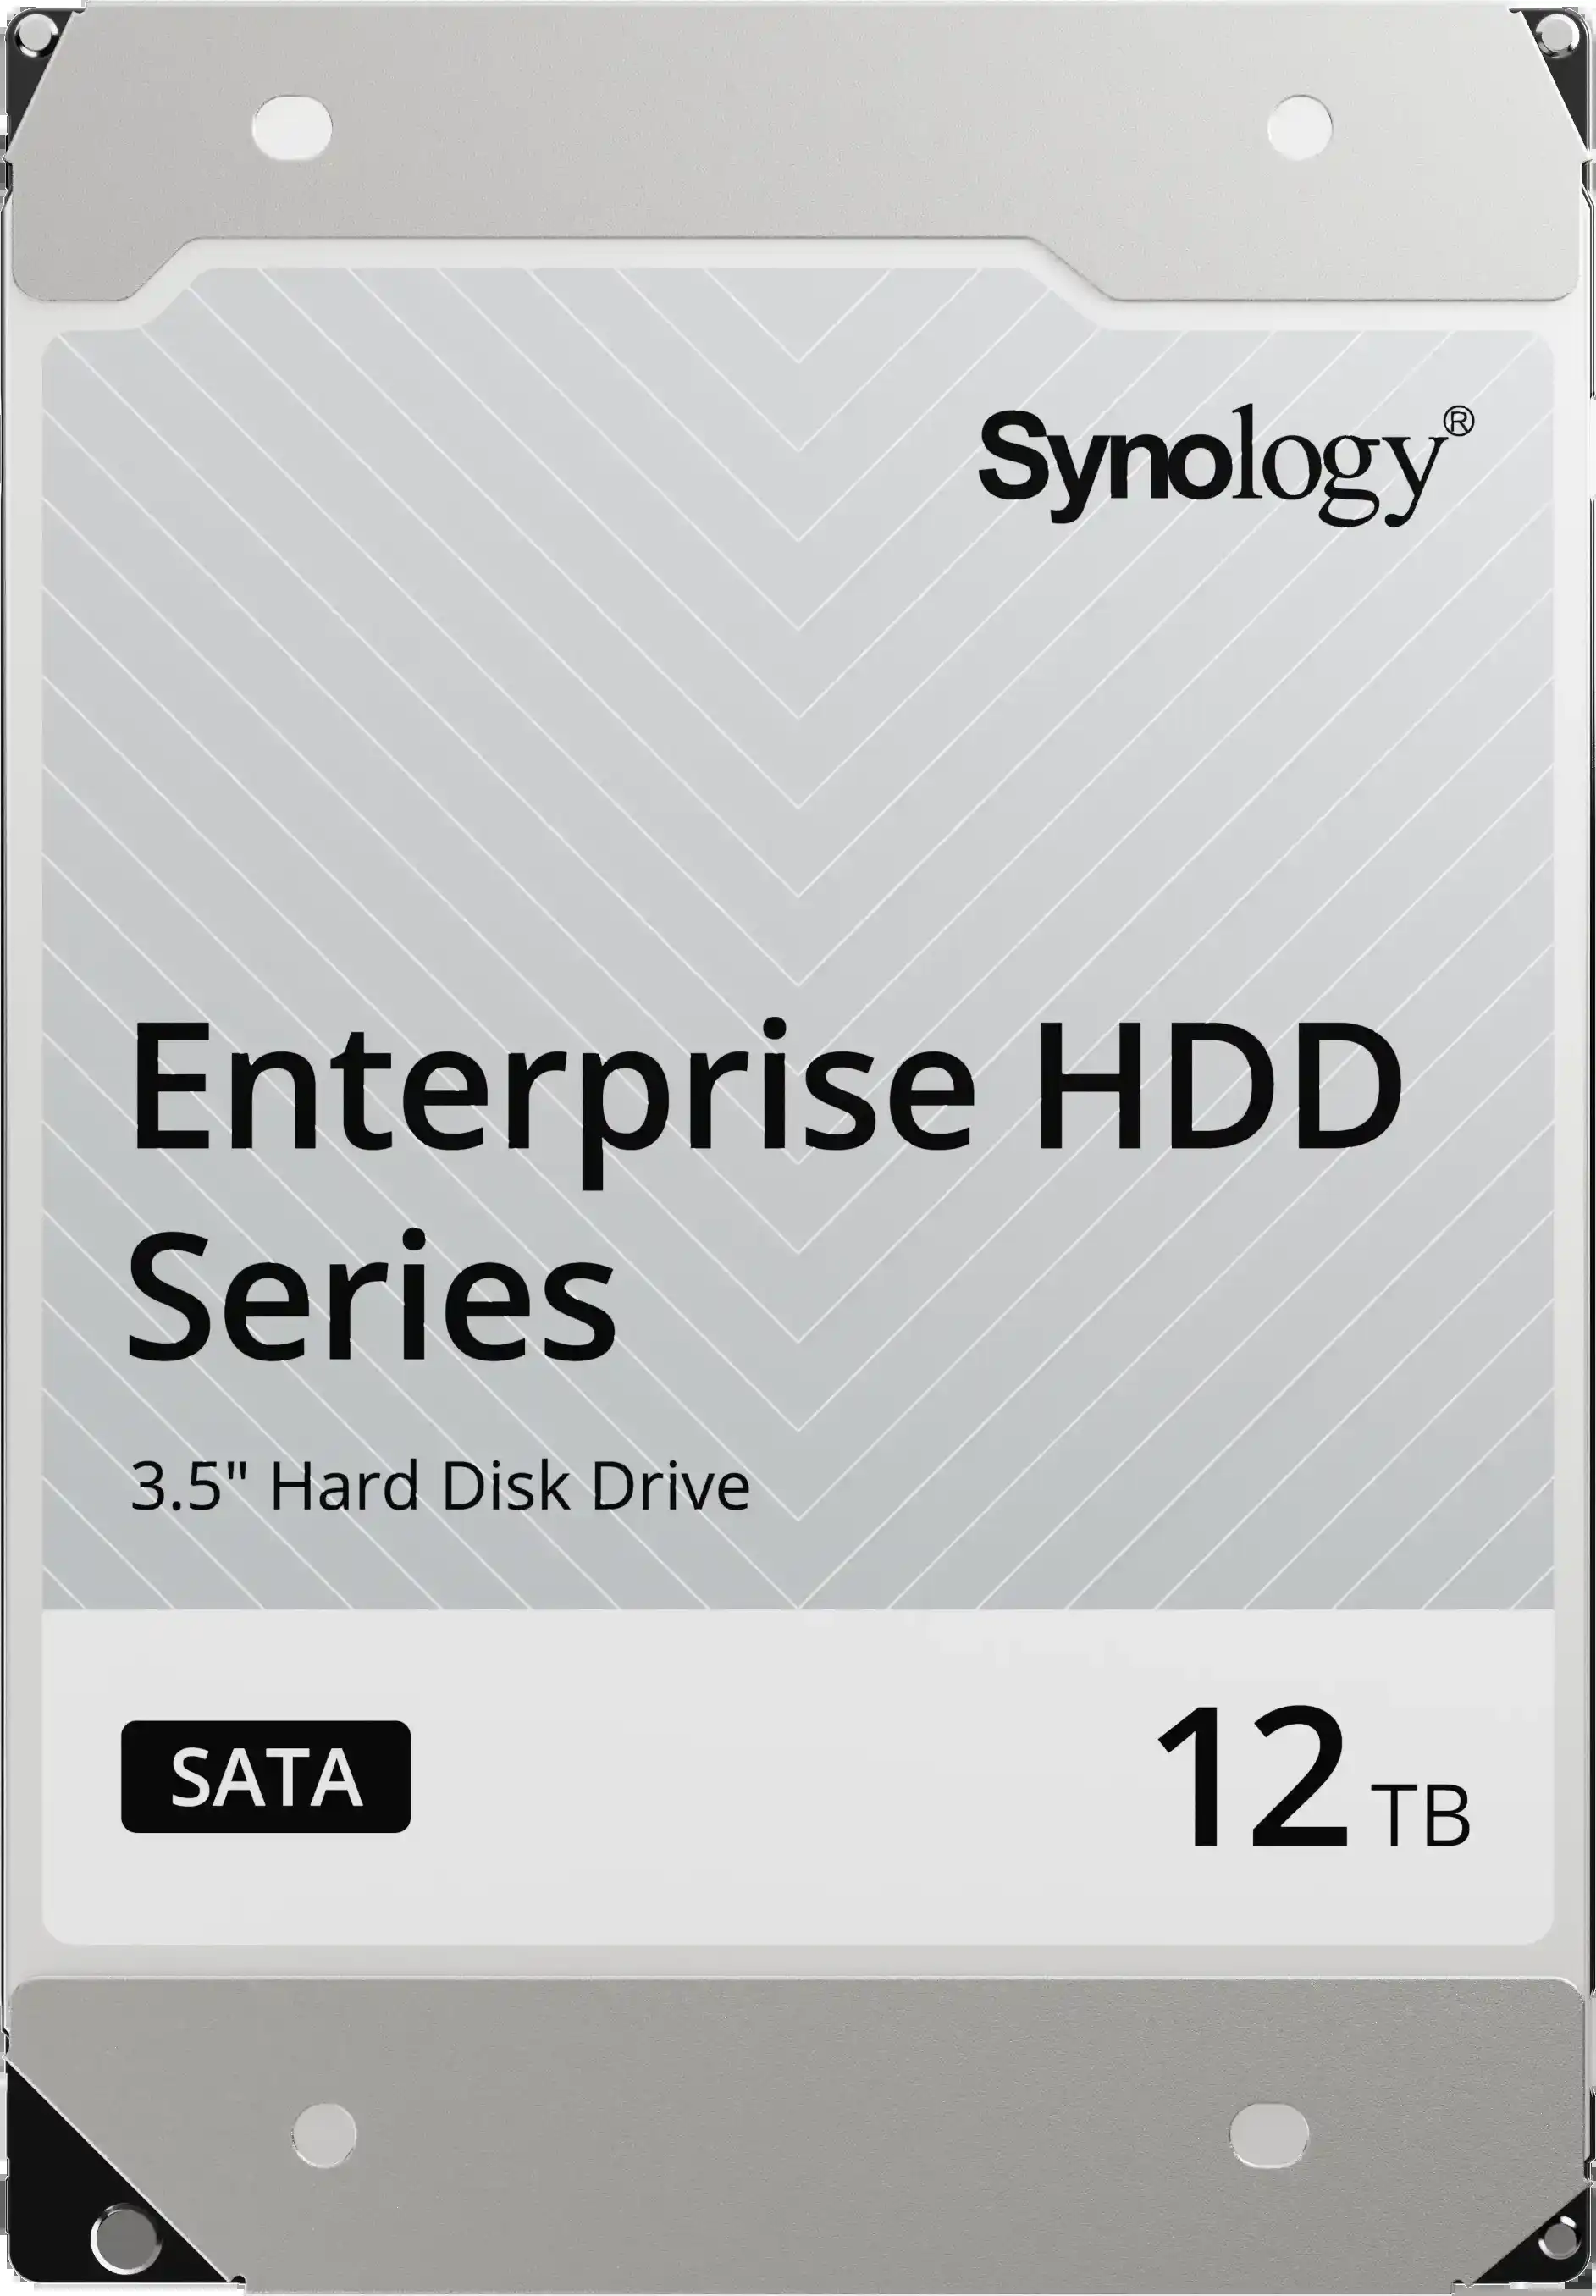 Synology®
Enterprise HDD
Series
3.5" Hard Disk Drive
SATA
12 TB